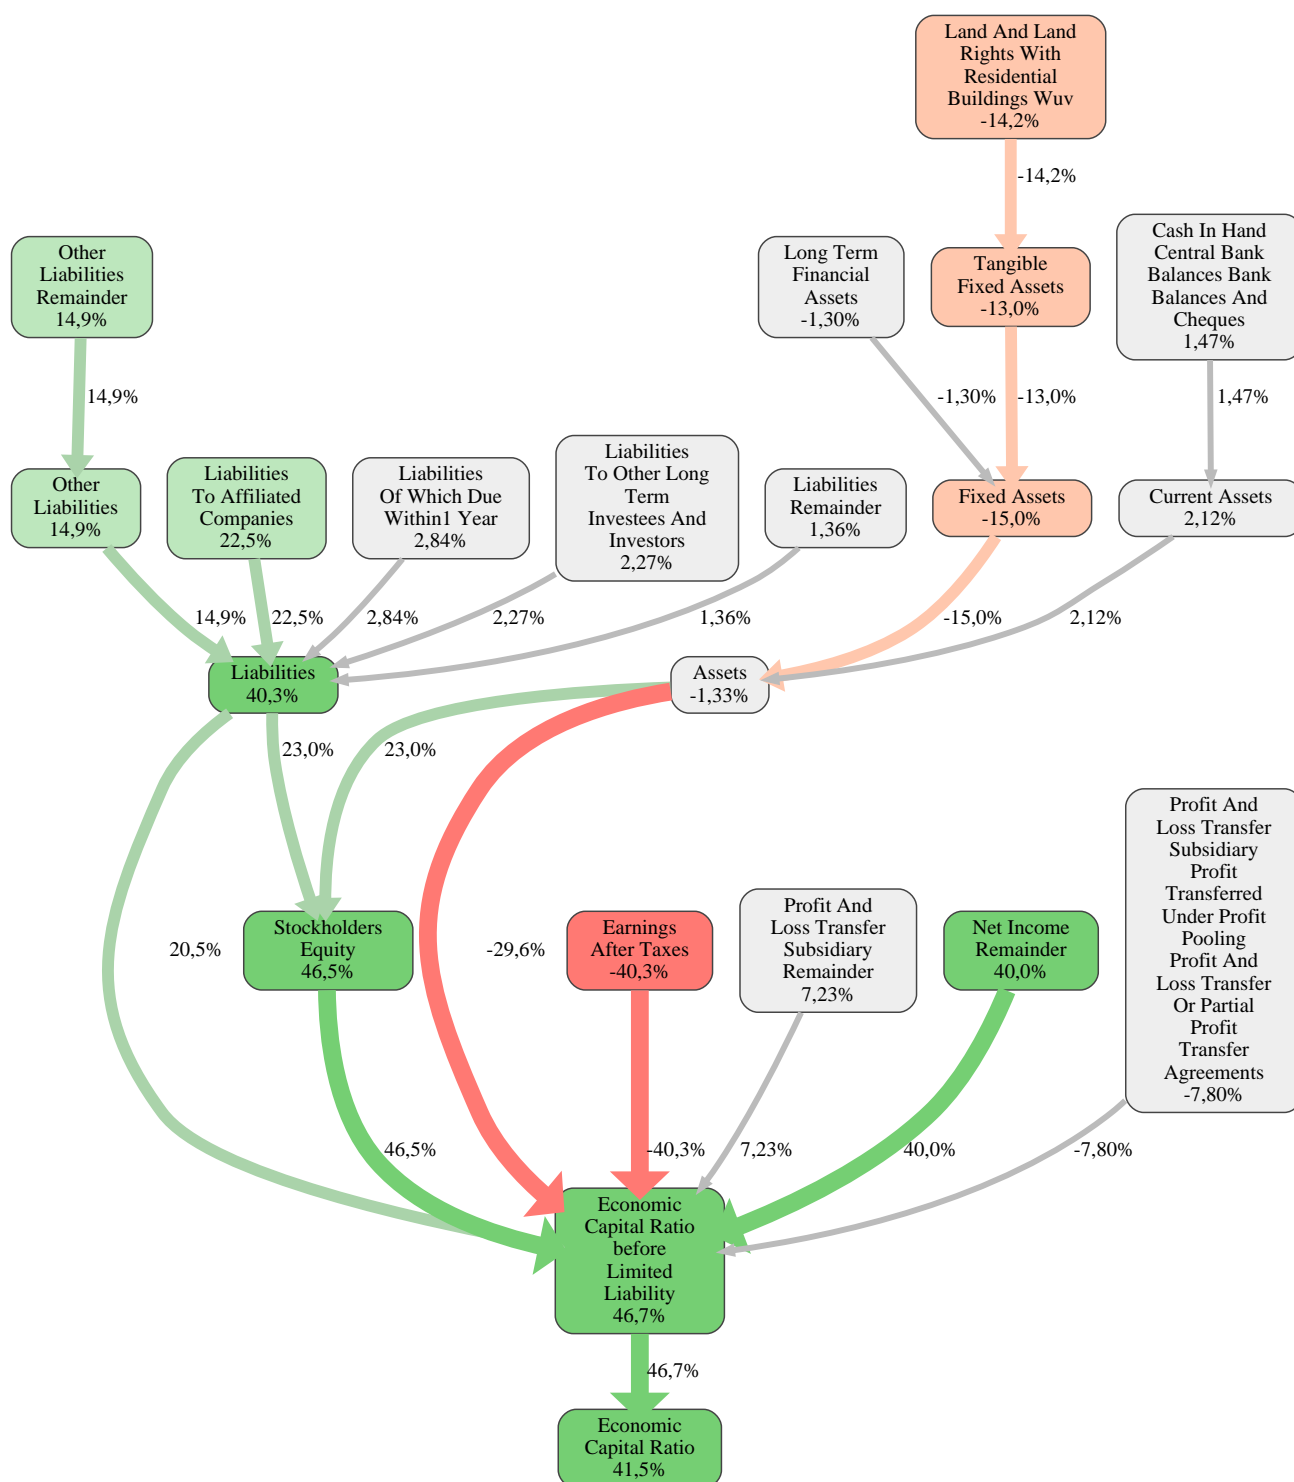 Land And Land
Rights With
Residential
Buildings Wuv
-14,2%
-14,2%
Other
Liabilities
Remainder
14,9%
Long Term
Financial
Assets
-1,30%
Tangible
Fixed Assets
-13,0%
Cash In Hand
Central Bank
Balances Bank
Balances And
Cheques
1,47%
14,9%
-1,30%
-13,0%
1,47%
Other
Liabilities
14,9%
Liabilities
To Affiliated
Companies
22,5%
Liabilities
Of Which Due
Within1 Year
2,84%
Liabilities
To Other Long
Term
Investees And
Investors
2,27%
Liabilities
Remainder
1,36%
Fixed Assets
-15,0%
Current Assets
2,12%
14,9%
22,5%
2,84%
2,27%
1,36%
-15,0%
2,12%
Liabilities
40,3%
Assets
-1,33%
23,0%
23,0%
20,5%
Stockholders
Equity
46,5%
-29,6%
Earnings
After Taxes
-40,3%
Profit And
Loss Transfer
Subsidiary
Remainder
7,23%
Net Income
Remainder
40,0%
Profit And
Loss Transfer
Subsidiary
Profit
Transferred
Under Profit
Pooling
Profit And
Loss Transfer
Or Partial
Profit
Transfer
Agreements
-7,80%
46,5%
-40,3%
7,23%
40,0%
-7,80%
Economic
Capital Ratio
before
Limited
Liability
46,7%
46,7%
Economic
Capital Ratio
41,5%